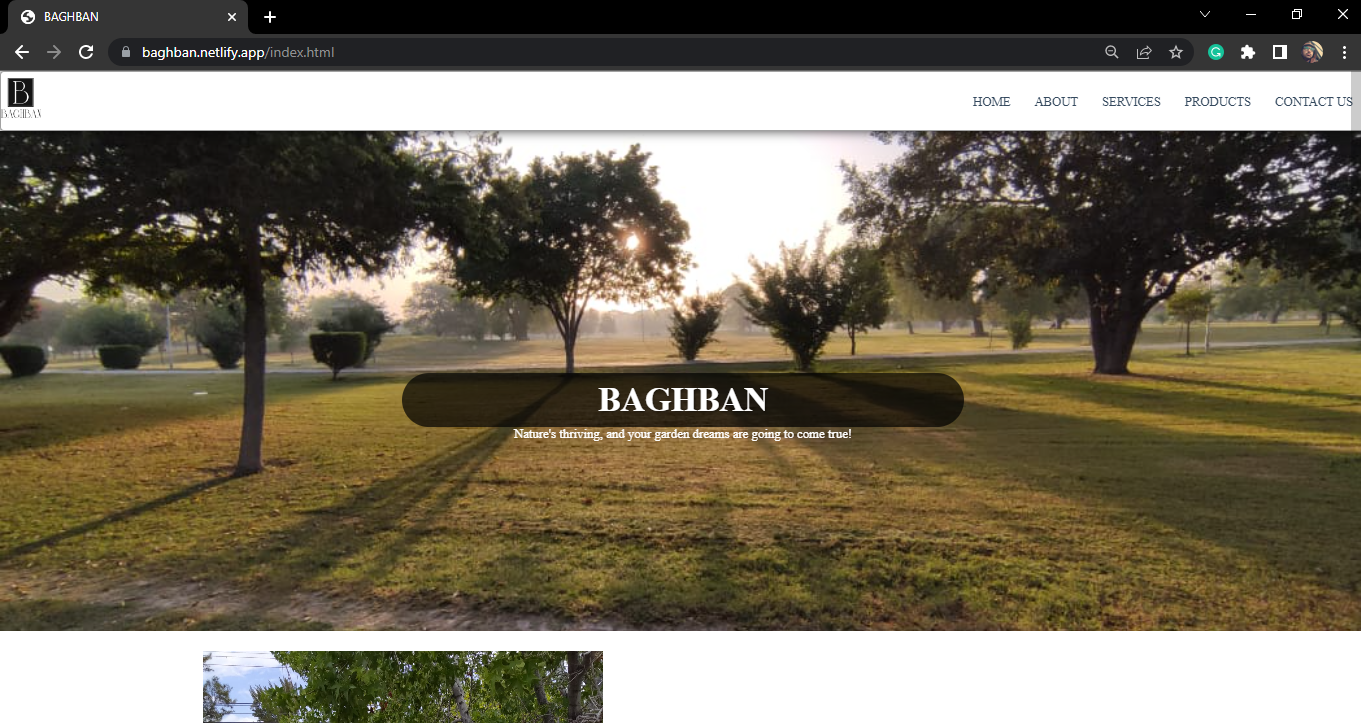 BAGHBAN
baghban.netlify.app/index.html
B
BAGHBAN
HOME ABOUT SERVICES PRODUCTS CONTACT US
BAGHBAN
Nature's thriving, and your garden dreams are going to come true!